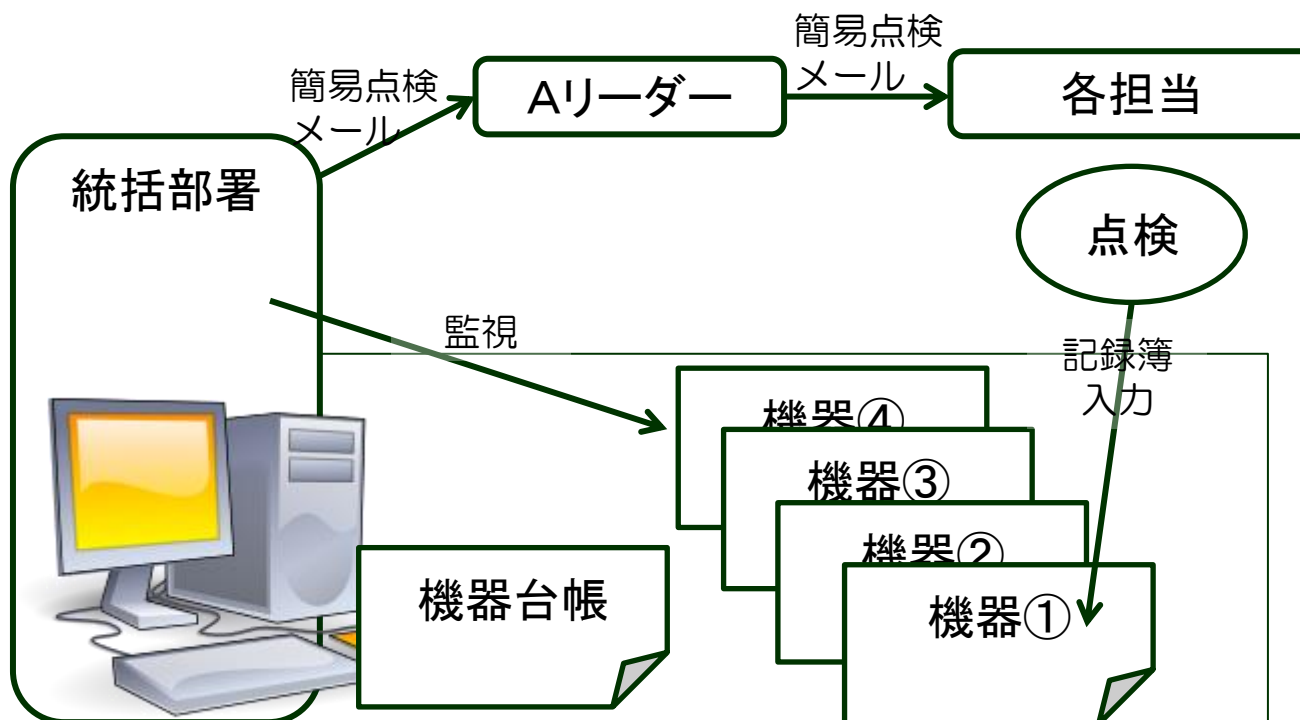 簡易点検
メール
Aリーダー
簡易点検
メール
各担当
統括部署
点検
監視
記録簿
入力
機器④
機器③
機器②
機器①
機器台帳